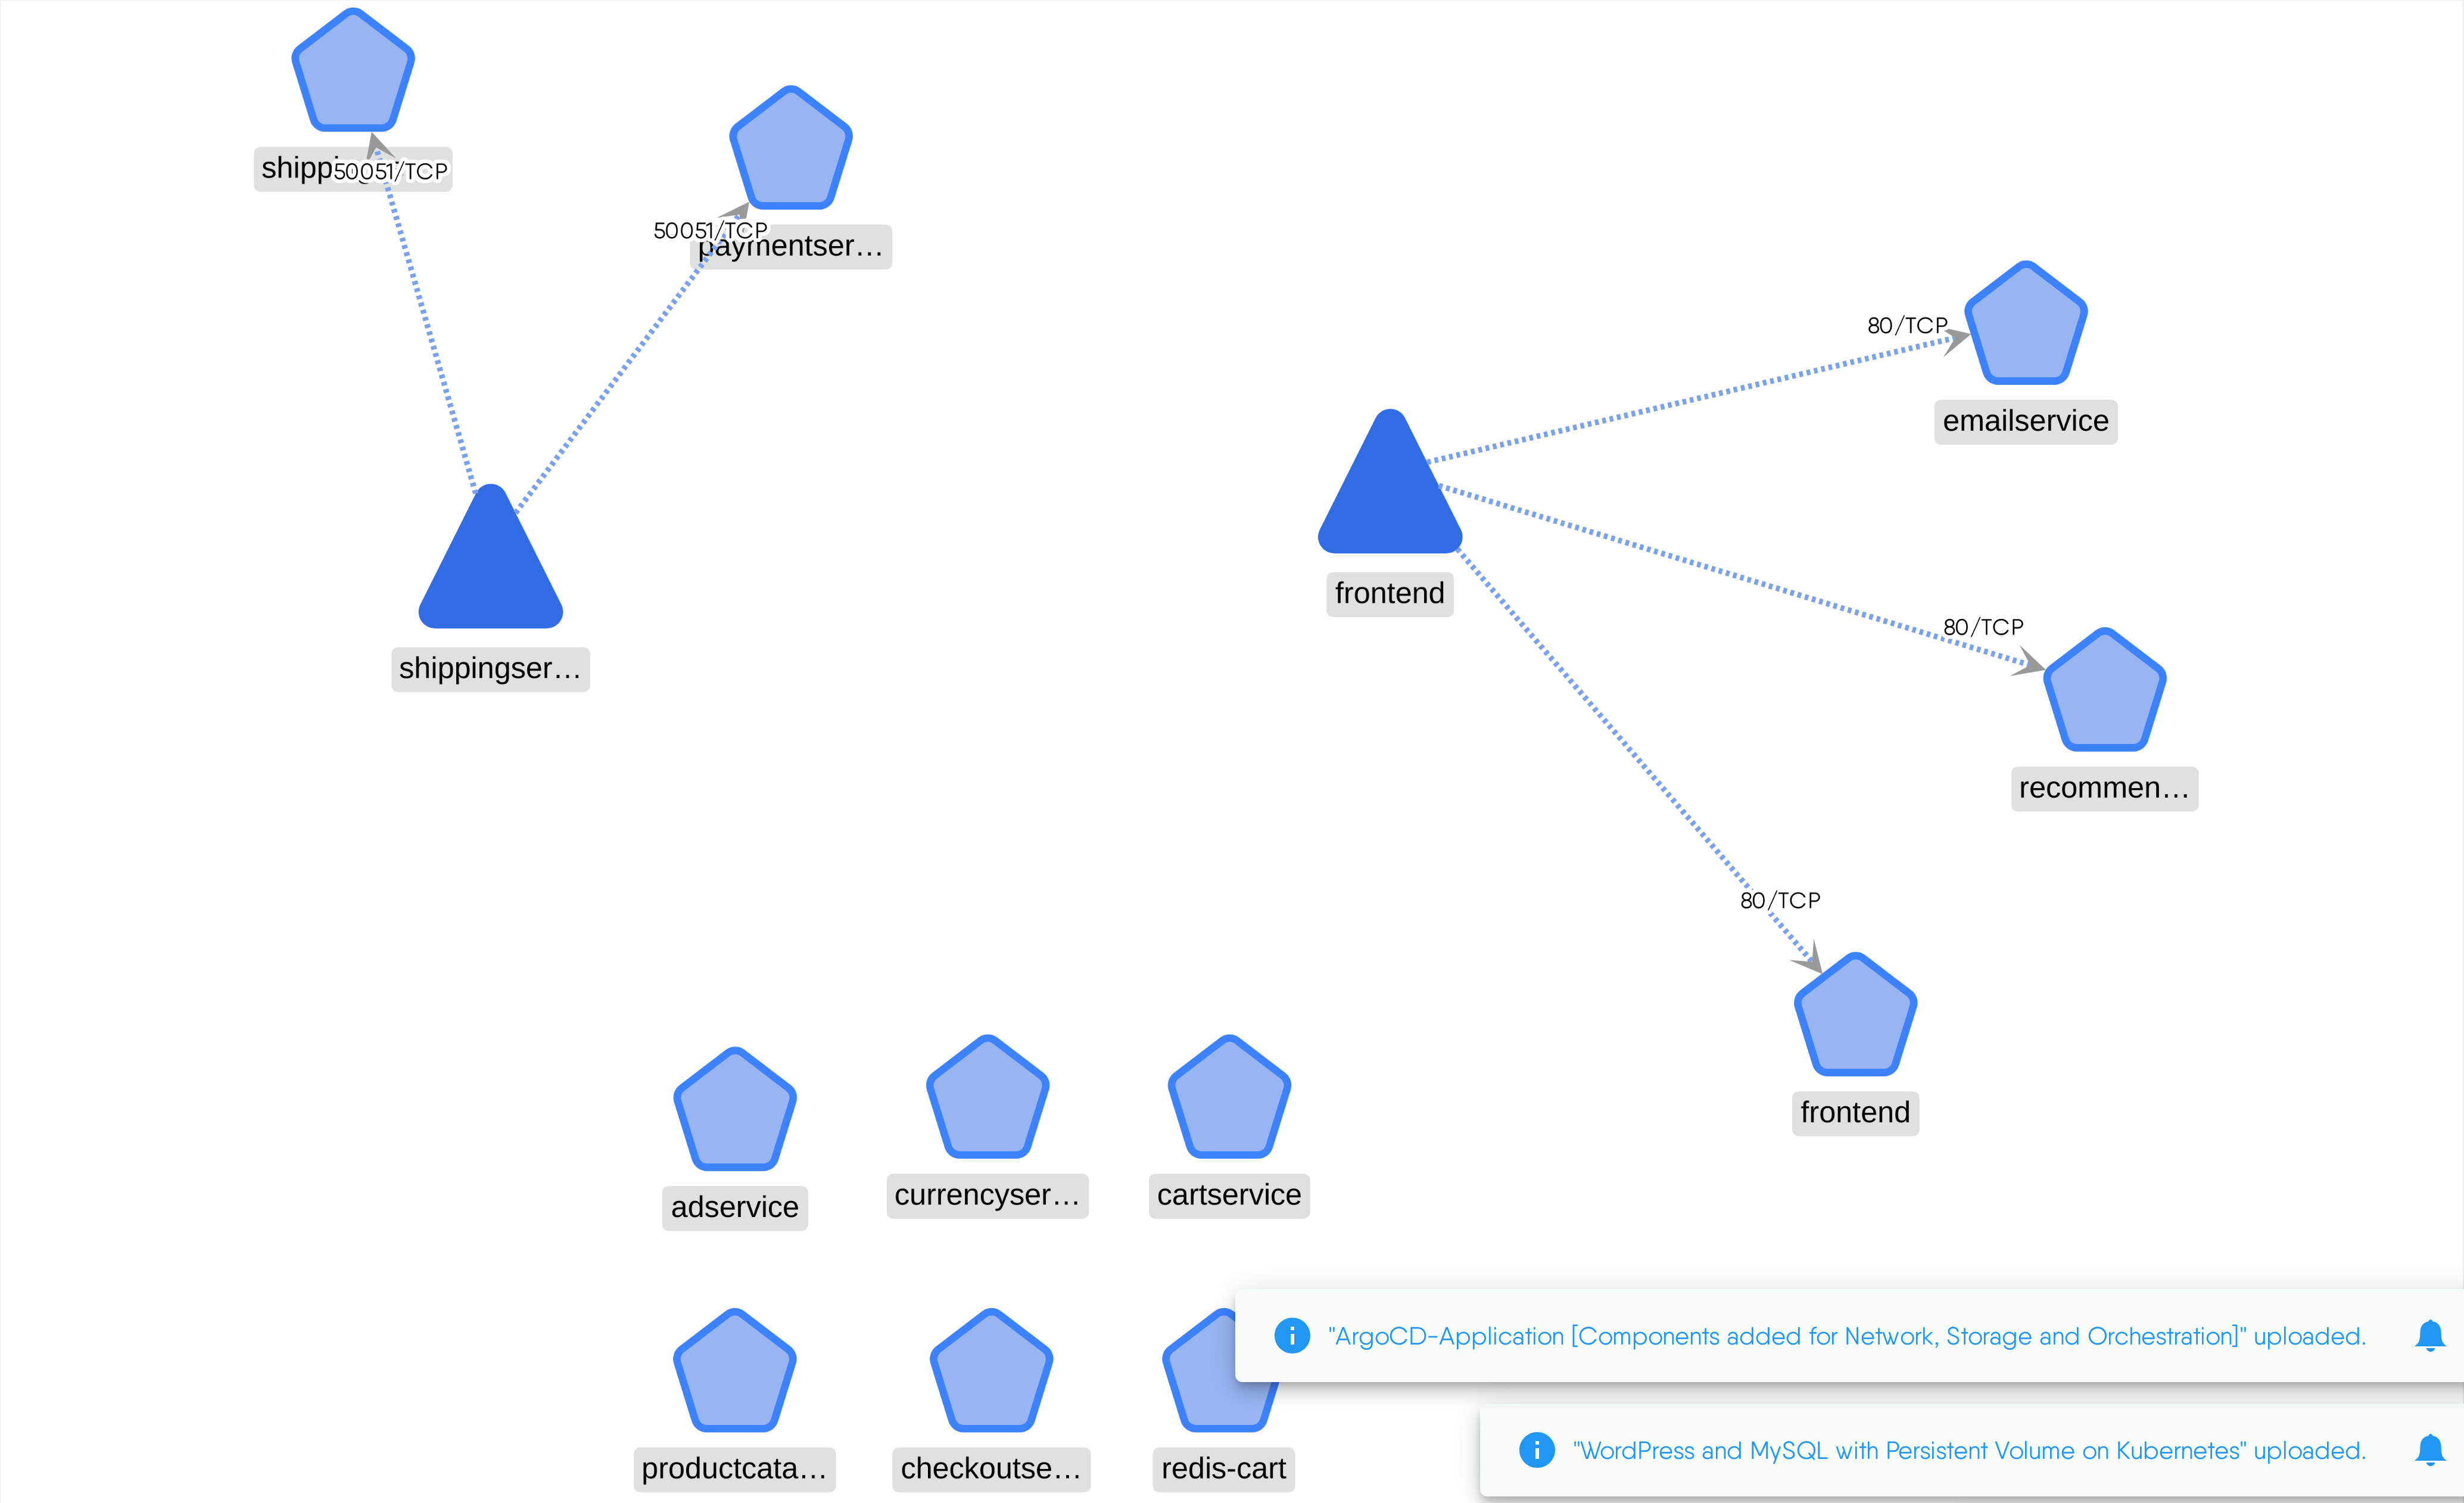 50051/TCP
50051/TCP
paymentser...
80/TCP
emailservice
frontend
80/TCP
shippingser...
recommen...
80/TCP
frontend
adservice
currencyser...
cartservice
"ArgoCD-Application [Components added for Network, Storage and Orchestration]" uploaded.
"WordPress and MySQL with Persistent Volume on Kubernetes" uploaded.
productcata...
checkoutse...
redis-cart